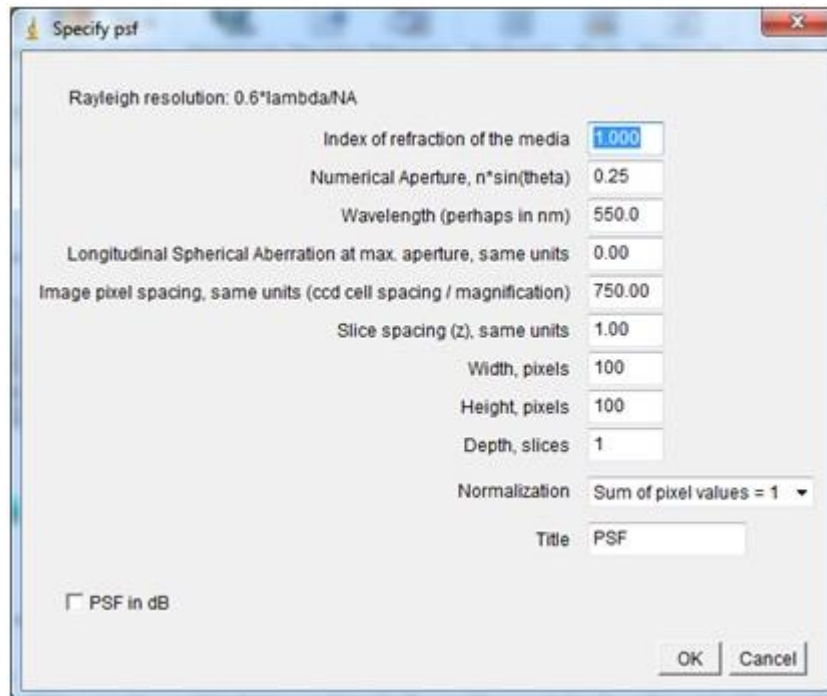 Specify psf
Rayleigh resolution: 0.6*lambda/NA
Index of refraction of the media 1.000
Numerical Aperture, n*sin(theta) 0.25
Wavelength (perhaps in nm) 550.0
Longitudinal Spherical Aberration at max. aperture, same units 0.00
Image pixel spacing, same units (ccd cell spacing / magnification) 750.00
Slice spacing (z), same units 1.00
Width, pixels 100
Height, pixels 100
Depth, slices 1
Normalization Sum of pixel values = 1
Title PSF
PSF in dB
OK Cancel